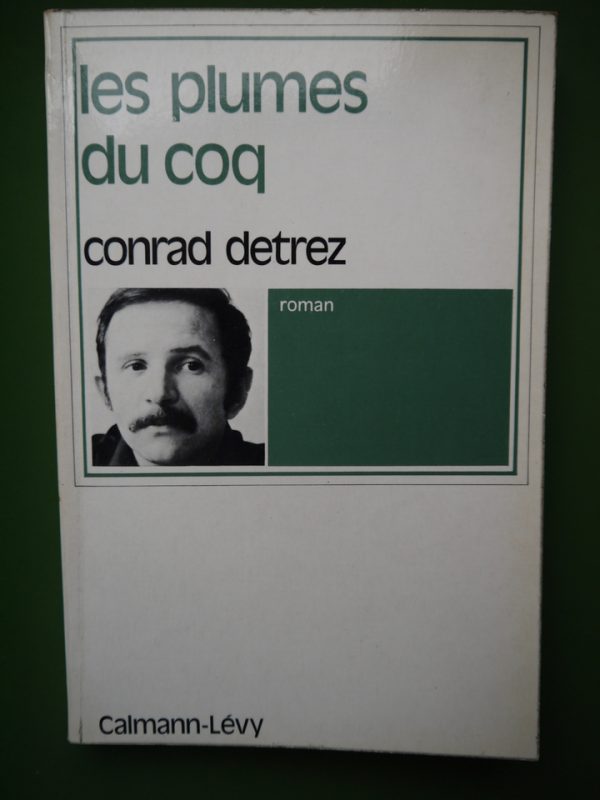 les plumes
du coq
conrad detrez
roman
Calmann-Lévy